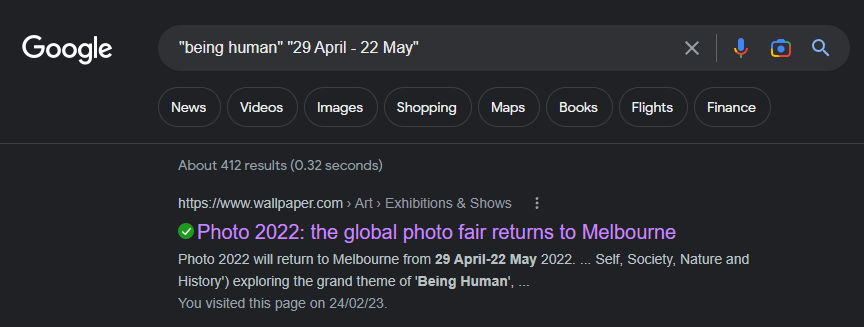 Google
"being human" "29 April - 22 May"
News Videos Images Shopping Maps Books Flights Finance
About 412 results (0.32 seconds)
https://www.wallpaper.com › Art › Exhibitions & Shows
Photo 2022: the global photo fair returns to Melbourne
Photo 2022 will return to Melbourne from 29 April-22 May 2022. ... Self, Society, Nature and
History') exploring the grand theme of 'Being Human', ...
You visited this page on 24/02/23.